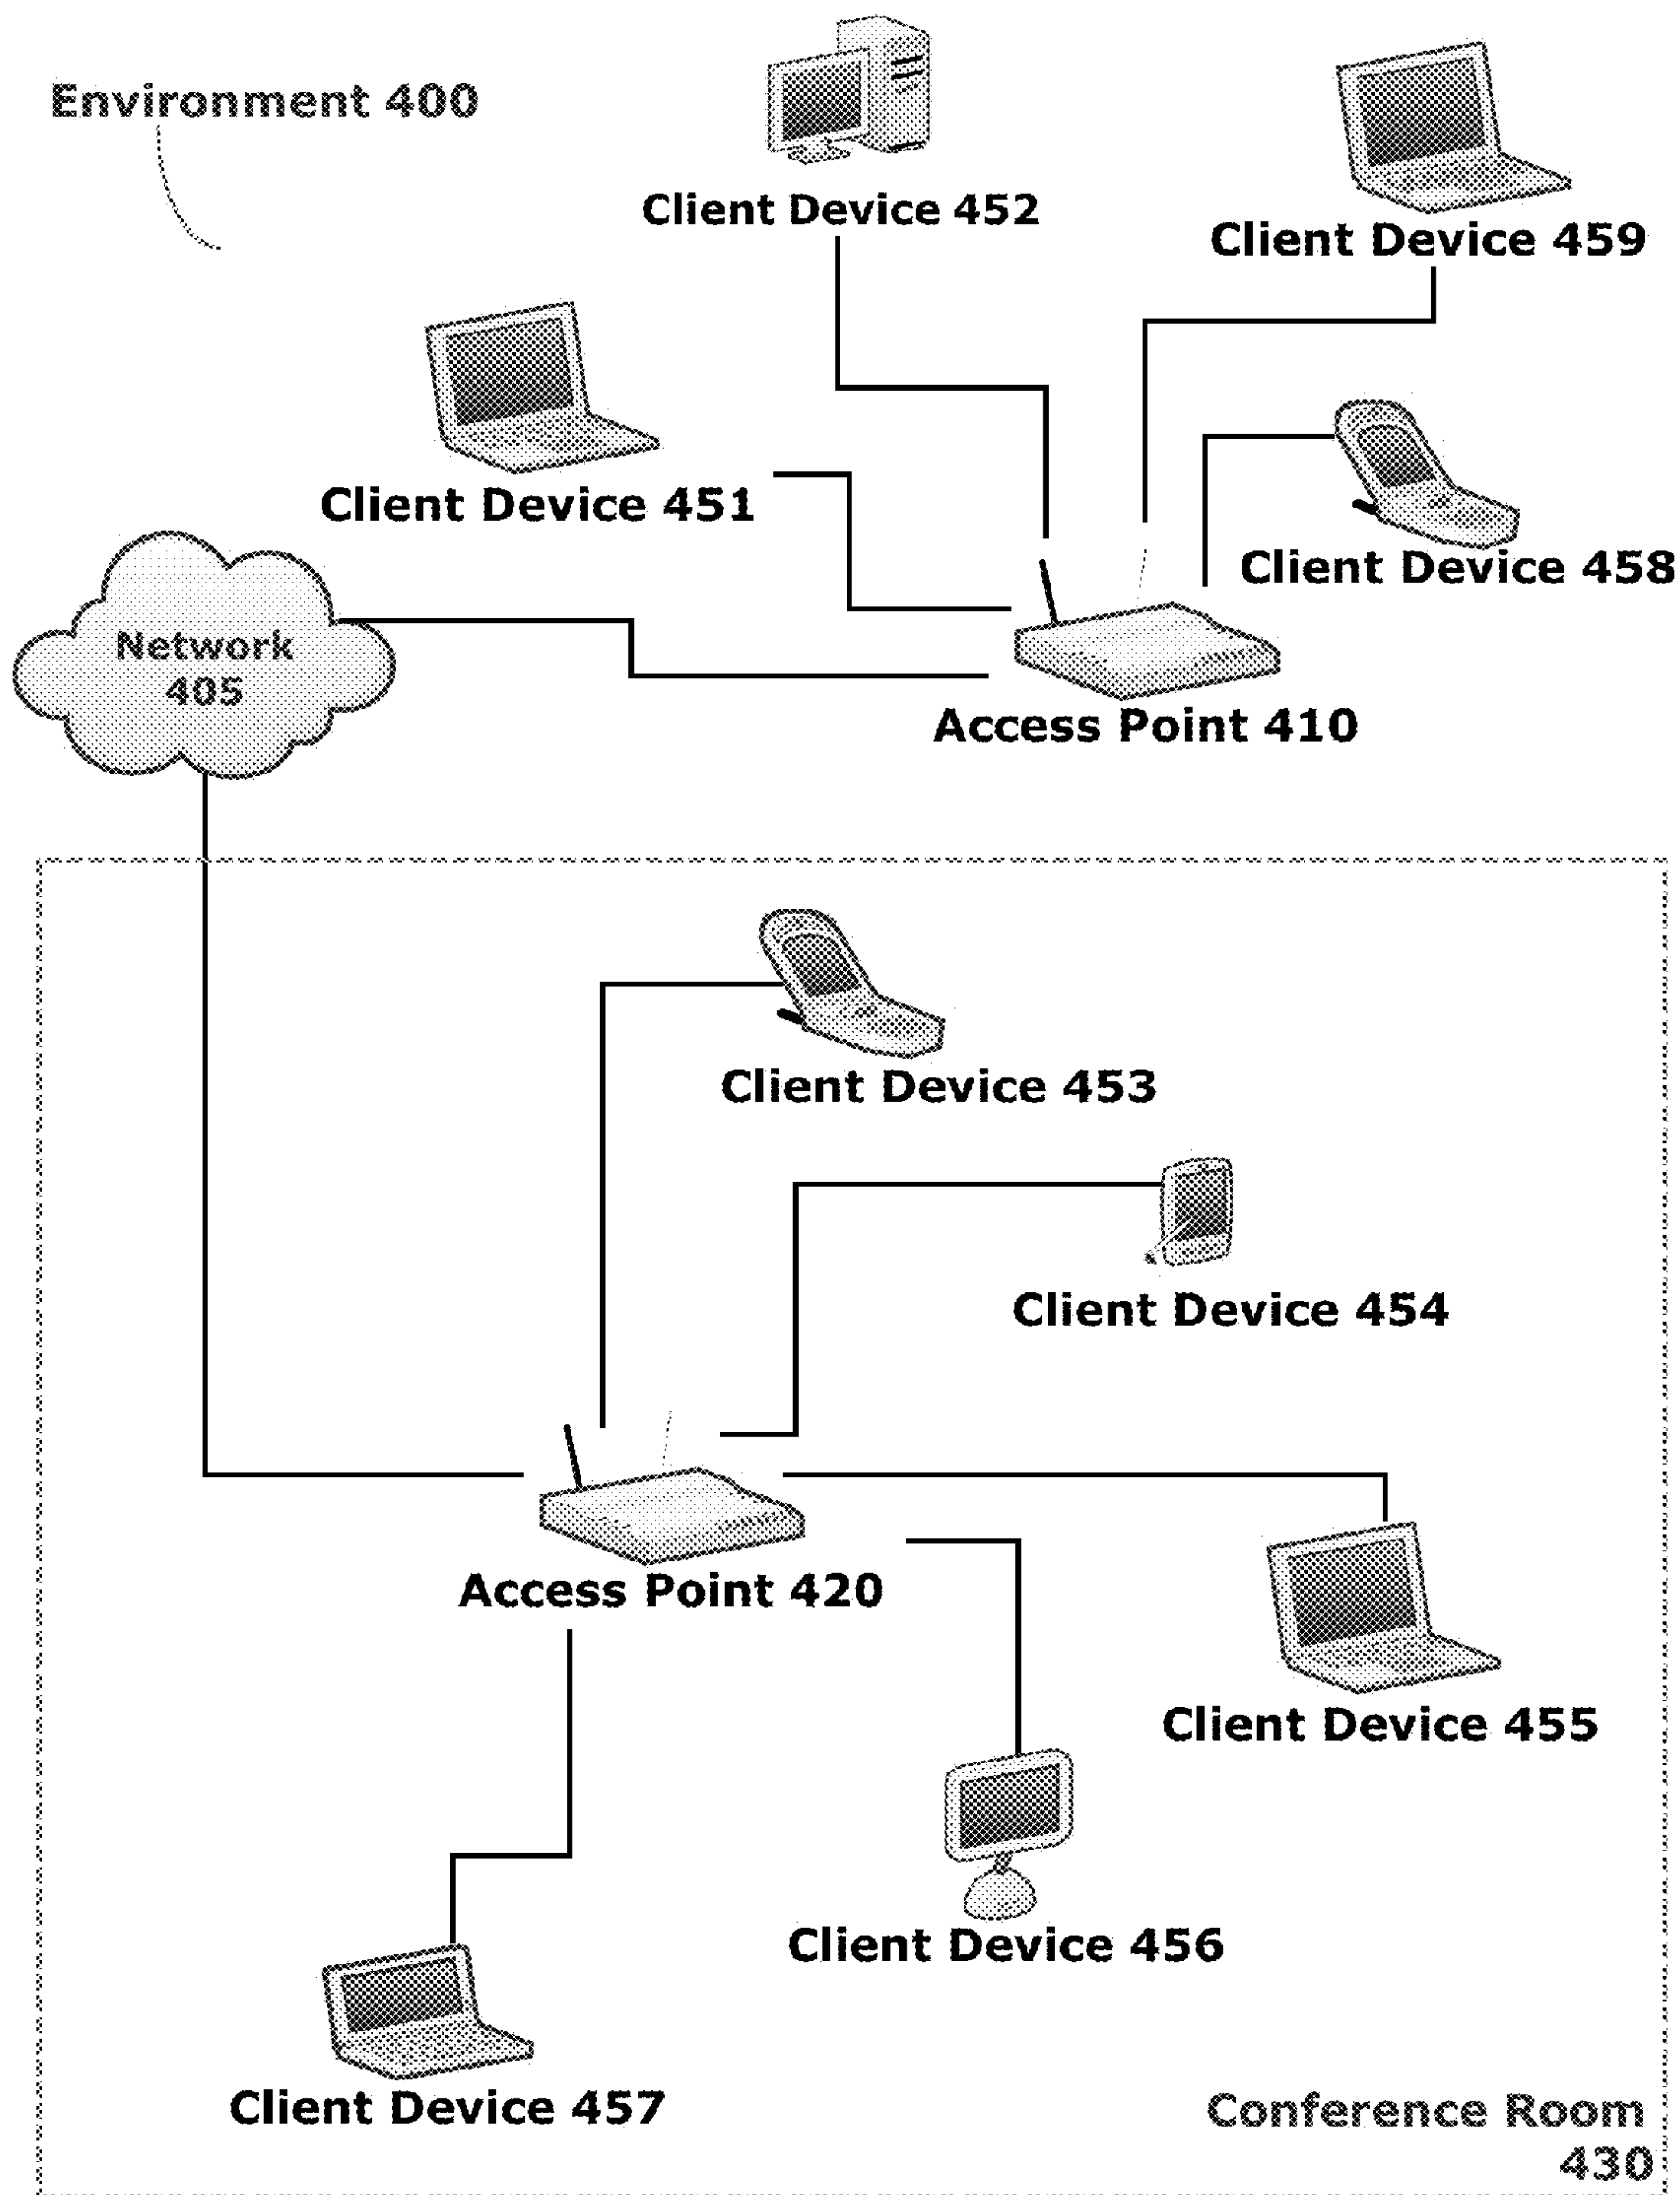 Environment 400
Client Device 452
Client Device 459
Client Device 451
Client Device 458
Network
405
Access Point 410
Client Device 453
Client Device 454
Access Point 420
Client Device 455
Client Device 456
Client Device 457
Conference Room
430